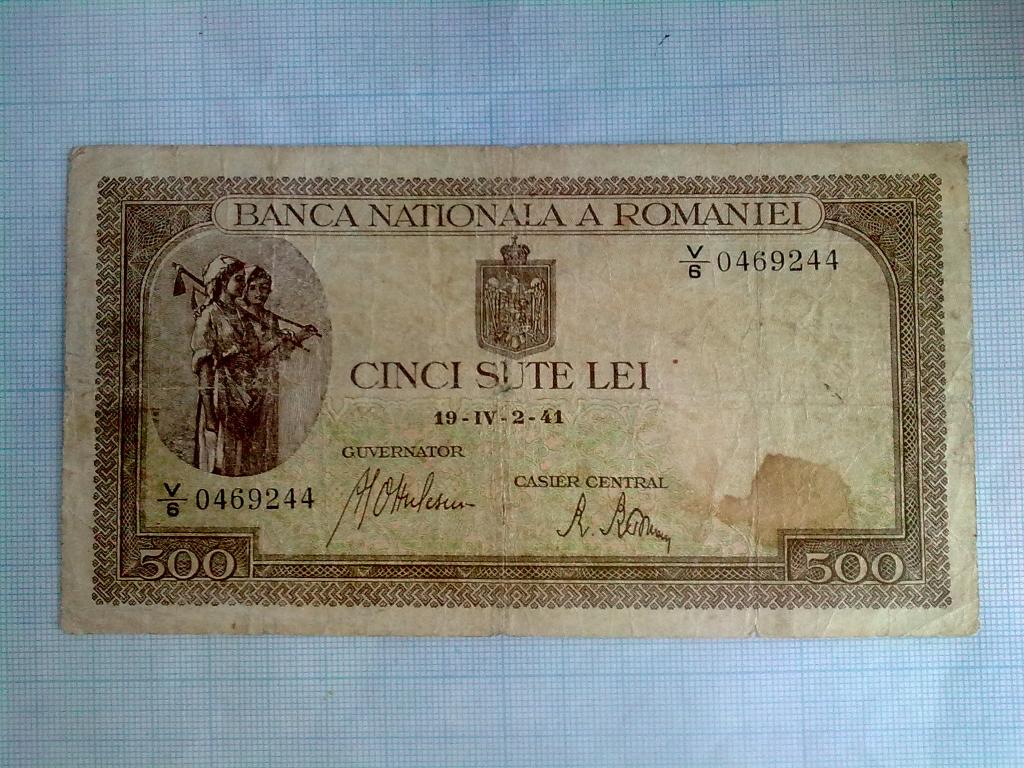 BANCA NATIONALA A ROMANIEI
V/6 0469244
CINCI SUTE LEI
19-IV-2-41
GUVERNATOR
CASIER CENTRAL
V/6 0469244
500
500